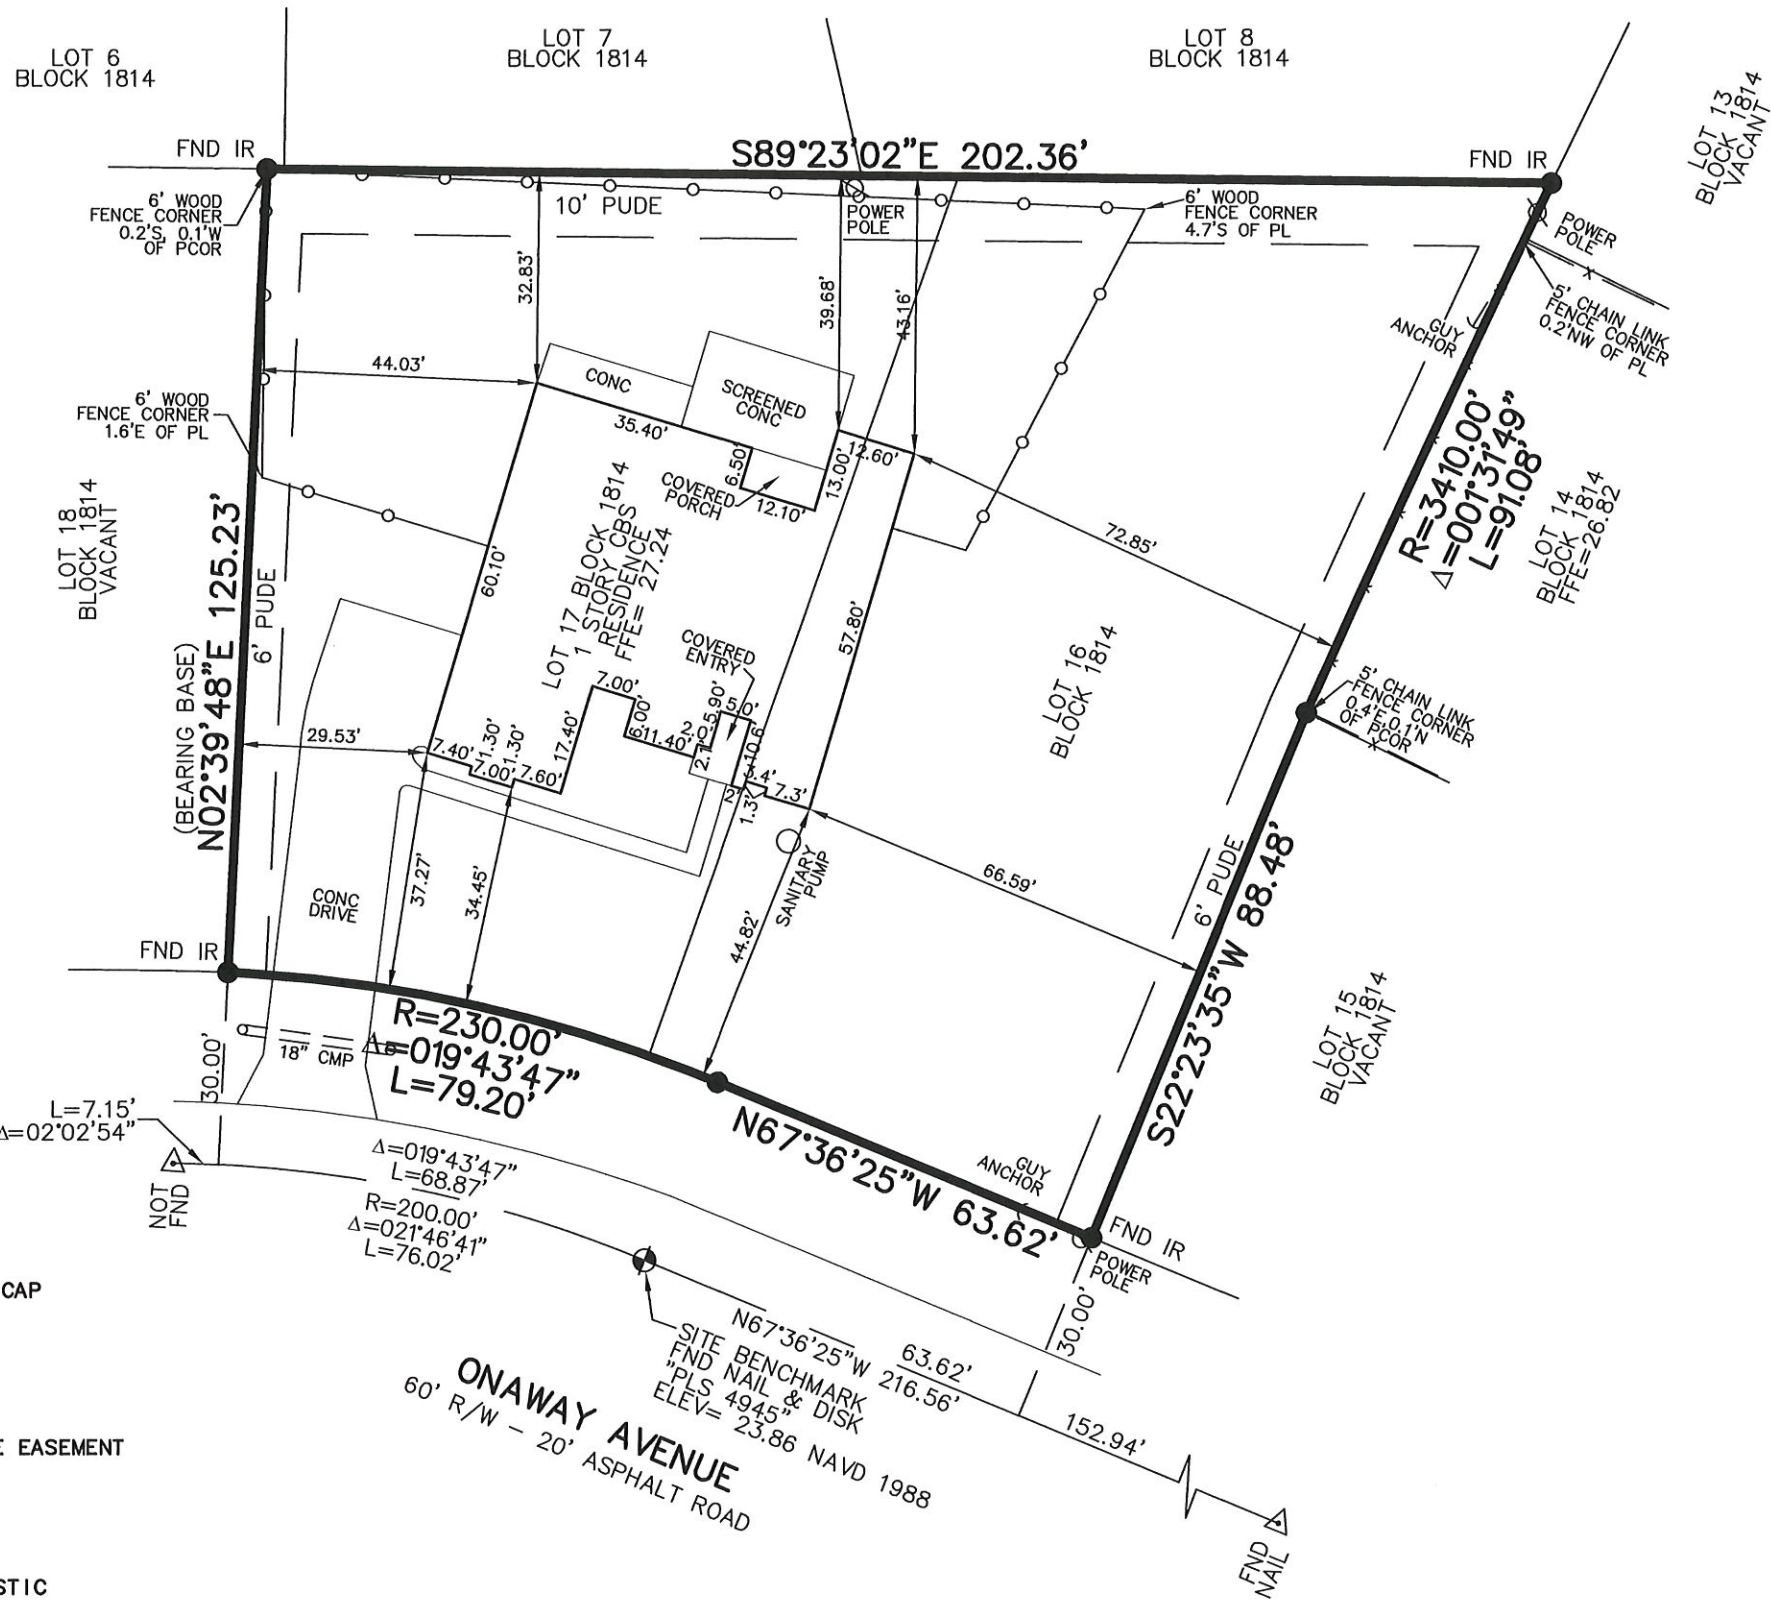 LOT 6
BLOCK 1814
LOT 7
BLOCK 1814
LOT 8
BLOCK 1814
LOT 13
BLOCK 1814
VACANT
FND IR
S89°23'02"E 202.36'
FND IR
6' WOOD
FENCE CORNER
0.2'S, 0.1'W
OF PCOR
10' PUDE
POWER
POLE
6' WOOD
FENCE CORNER
4.7'S OF PL
POWER
POLE
5' CHAIN LINK
FENCE CORNER
0.2'NW OF PL
GUY
ANCHOR
32.83'
39.68'
43.16'
44.03'
CONC
SCREENED
CONC
6' WOOD
FENCE CORNER
1.6'E OF PL
35.40'
6.50'
COVERED
PORCH
12.10'
13.00'
12.60'
R=3410.00'
Δ=001°31'49"
L=91.08'
LOT 14
BLOCK 1814
FFE=26.82
LOT 18
BLOCK 1814
VACANT
72.85'
60.10'
LOT 17 BLOCK 1814
1 STORY CBS
RESIDENCE
FFE= 27.24
57.80'
COVERED
ENTRY
LOT 16
BLOCK 1814
6' PUDE
(BEARING BASE)
N02°39'48"E 125.23'
5' CHAIN LINK
FENCE CORNER
0.4'E,0.1'N
OF PCOR
29.53'
7.40'
1.30'
7.00'
1.30'
7.60'
17.40'
7.00'
6.00'
11.40'
2.1'
2.0'
5.90'
5.0'
10.6'
3.4'
2'
1.3'
7.3'
SANITARY
PUMP
66.59'
6' PUDE
S22°23'35"W 88.48'
37.27'
34.45'
44.82'
CONC
DRIVE
FND IR
LOT 15
BLOCK 1814
VACANT
R=230.00'
Δ=019°43'47"
L=79.20'
18" CMP
30.00'
L=7.15'
Δ=02°02'54"
NOT
FND
Δ=019°43'47"
L=68.87'
R=200.00'
Δ=021°46'41"
L=76.02'
N67°36'25"W 63.62'
GUY
ANCHOR
FND IR
POWER
POLE
30.00'
CAP
SITE BENCHMARK
FND NAIL & DISK
"PLS 4945"
ELEV= 23.86 NAVD 1988
N67°36'25"W 216.56'
63.62'
152.94'
ONAWAY AVENUE
60' R/W - 20' ASPHALT ROAD
EASEMENT
FND
NAIL